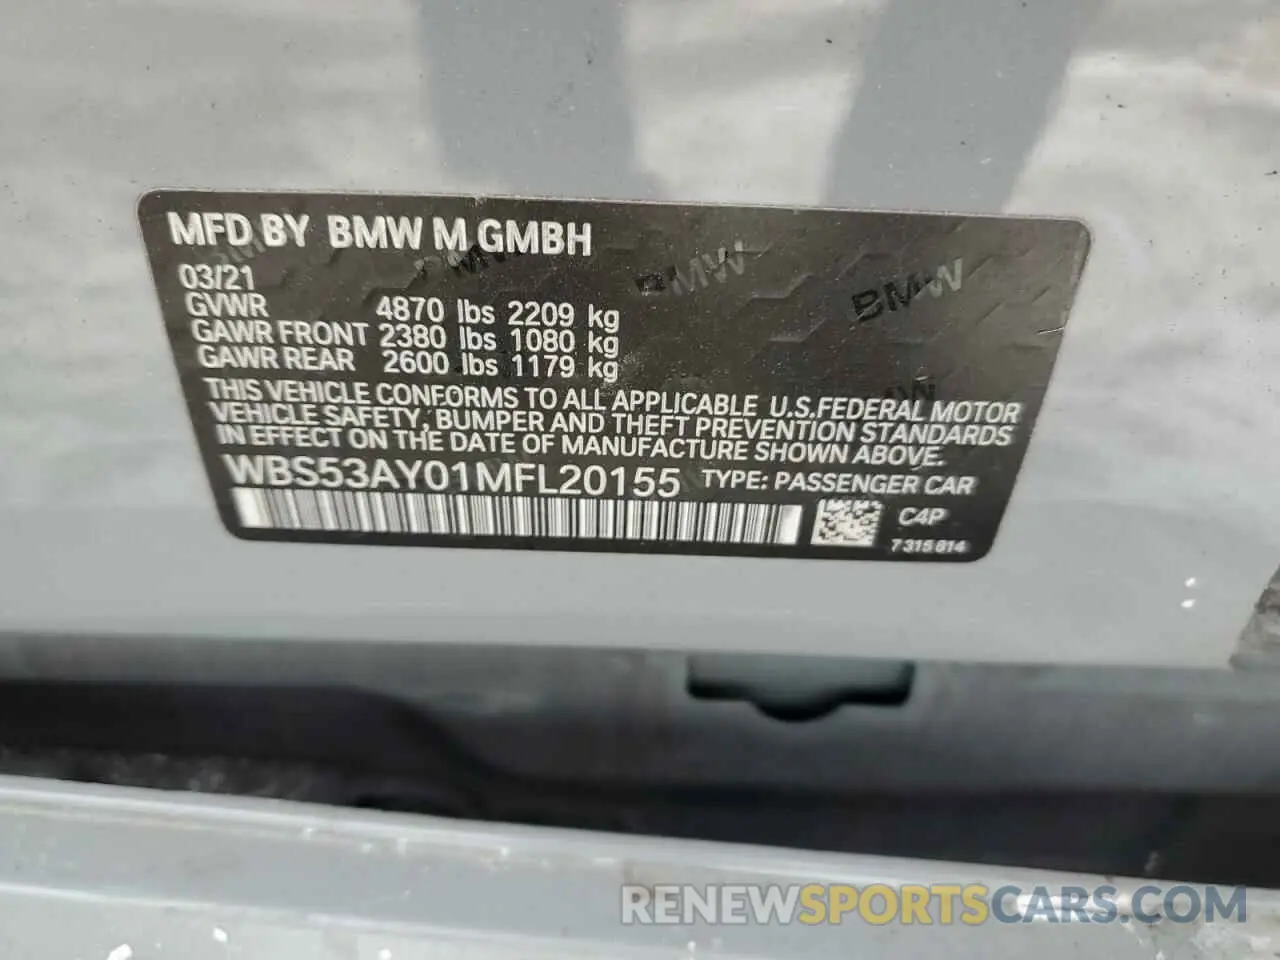 MFD BY BMW M GMBH
03/21
GVWR 4870 lbs 2209 kg
GAWR FRONT 2380 lbs 1080 kg
GAWR REAR 2600 lbs 1179 kg
THIS VEHICLE CONFORMS TO ALL APPLICABLE U.S.FEDERAL MOTOR
VEHICLE SAFETY, BUMPER AND THEFT PREVENTION STANDARDS
IN EFFECT ON THE DATE OF MANUFACTURE SHOWN ABOVE.
WBS53AY01MFL20155 TYPE: PASSENGER CAR
C4P
7 315 814
BMW
BMW
BMW
RENEWSPORTSCARS.COM